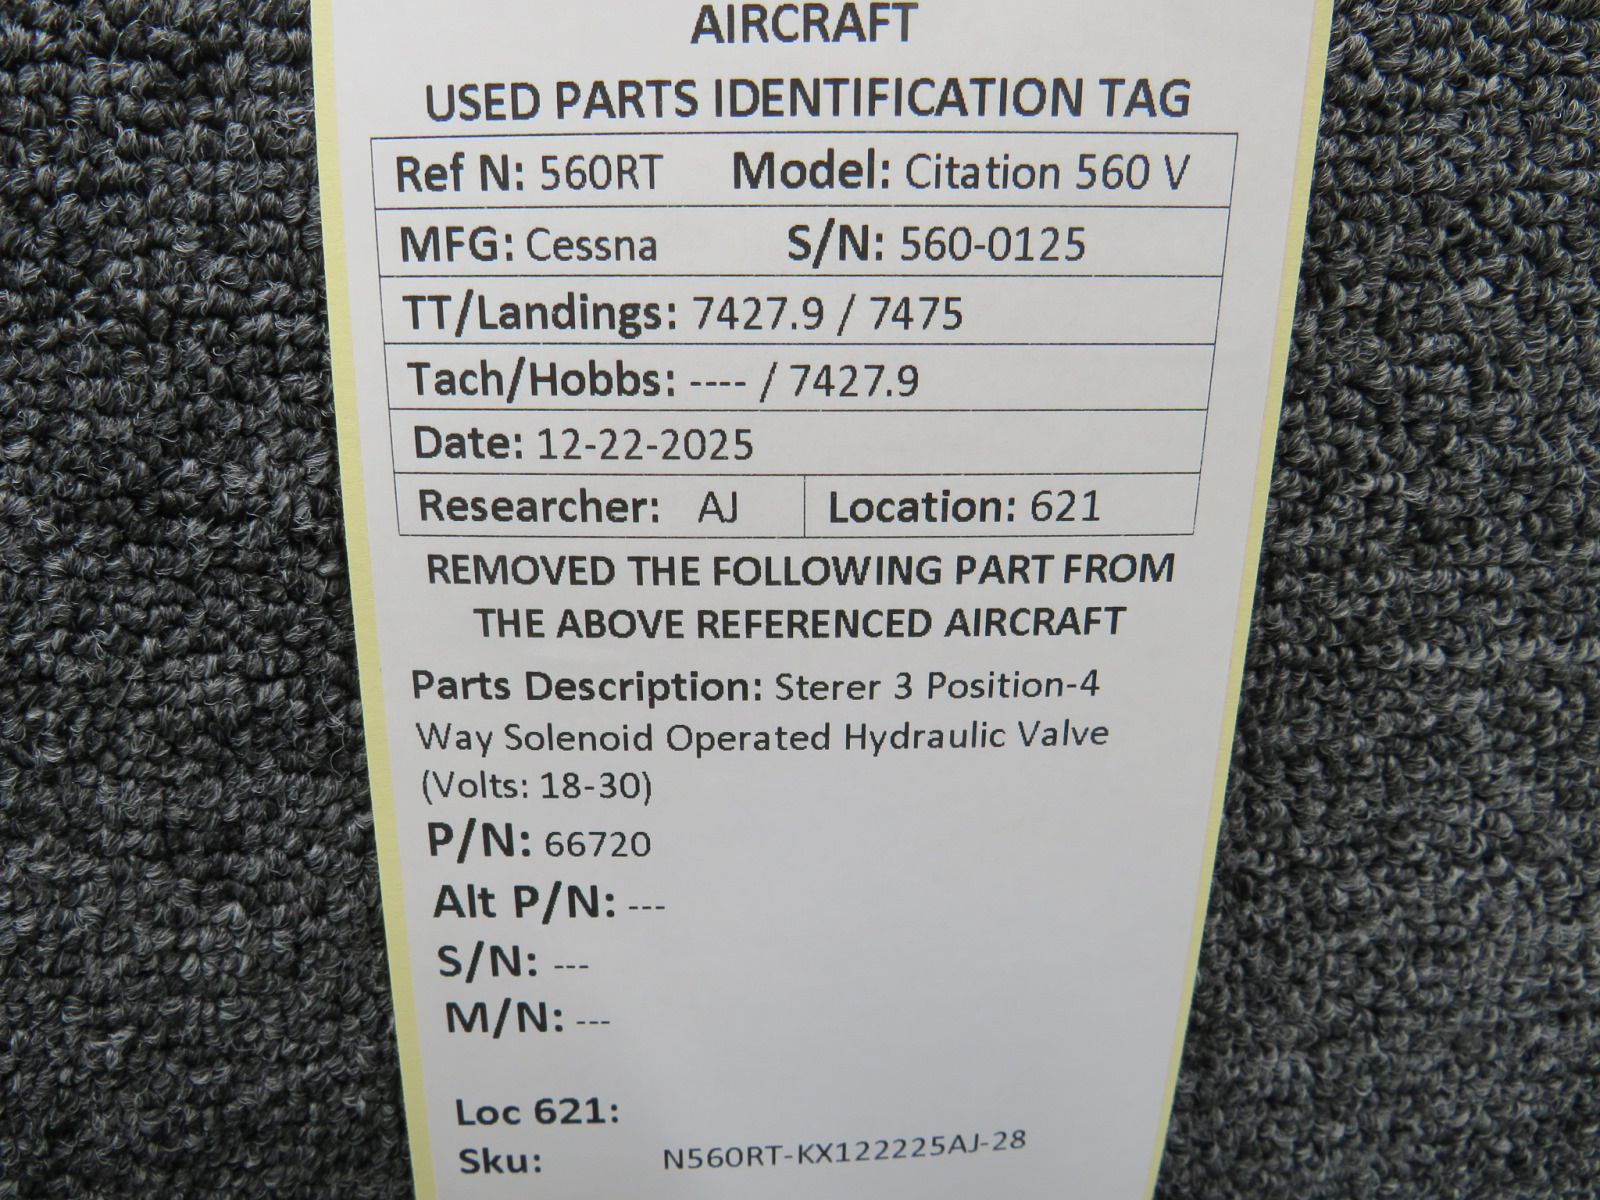 AIRCRAFT
USED PARTS IDENTIFICATION TAG
Ref N: 560RT Model: Citation 560 V
MFG: Cessna S/N: 560-0125
TT/Landings: 7427.9 / 7475
Tach/Hobbs: ---- / 7427.9
Date: 12-22-2025
Researcher: AJ Location: 621
REMOVED THE FOLLOWING PART FROM
THE ABOVE REFERENCED AIRCRAFT
Parts Description: Sterer 3 Position-4
Way Solenoid Operated Hydraulic Valve
(Volts: 18-30)
P/N: 66720
Alt P/N: ---
S/N: ---
M/N: ---
Loc 621:
Sku: N560RT-KX122225AJ-28